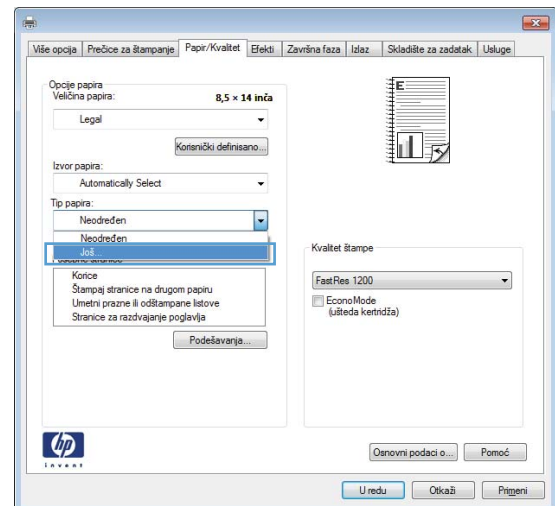 Više opcija Prečice za štampanje Papir/Kvalitet Efekti Završna faza Izlaz Skladište za zadatak Usluge
Opcije papira
Veličina papira: 8,5 × 14 inča
Legal
Korisnički definisano...
Izvor papira:
Automatically Select
Tip papira:
Neodređen
Neodređen
Još...
Posebne stranice
Korice
Štampaj stranice na drugom papiru
Umetni prazne ili odštampane listove
Stranice za razdvajanje poglavlja
Podešavanja...
E
Kvalitet štampe
FastRes 1200
EconoMode
(ušteda kertridža)
hp
invent
Osnovni podaci o... Pomoć
U redu Otkaži Primeni